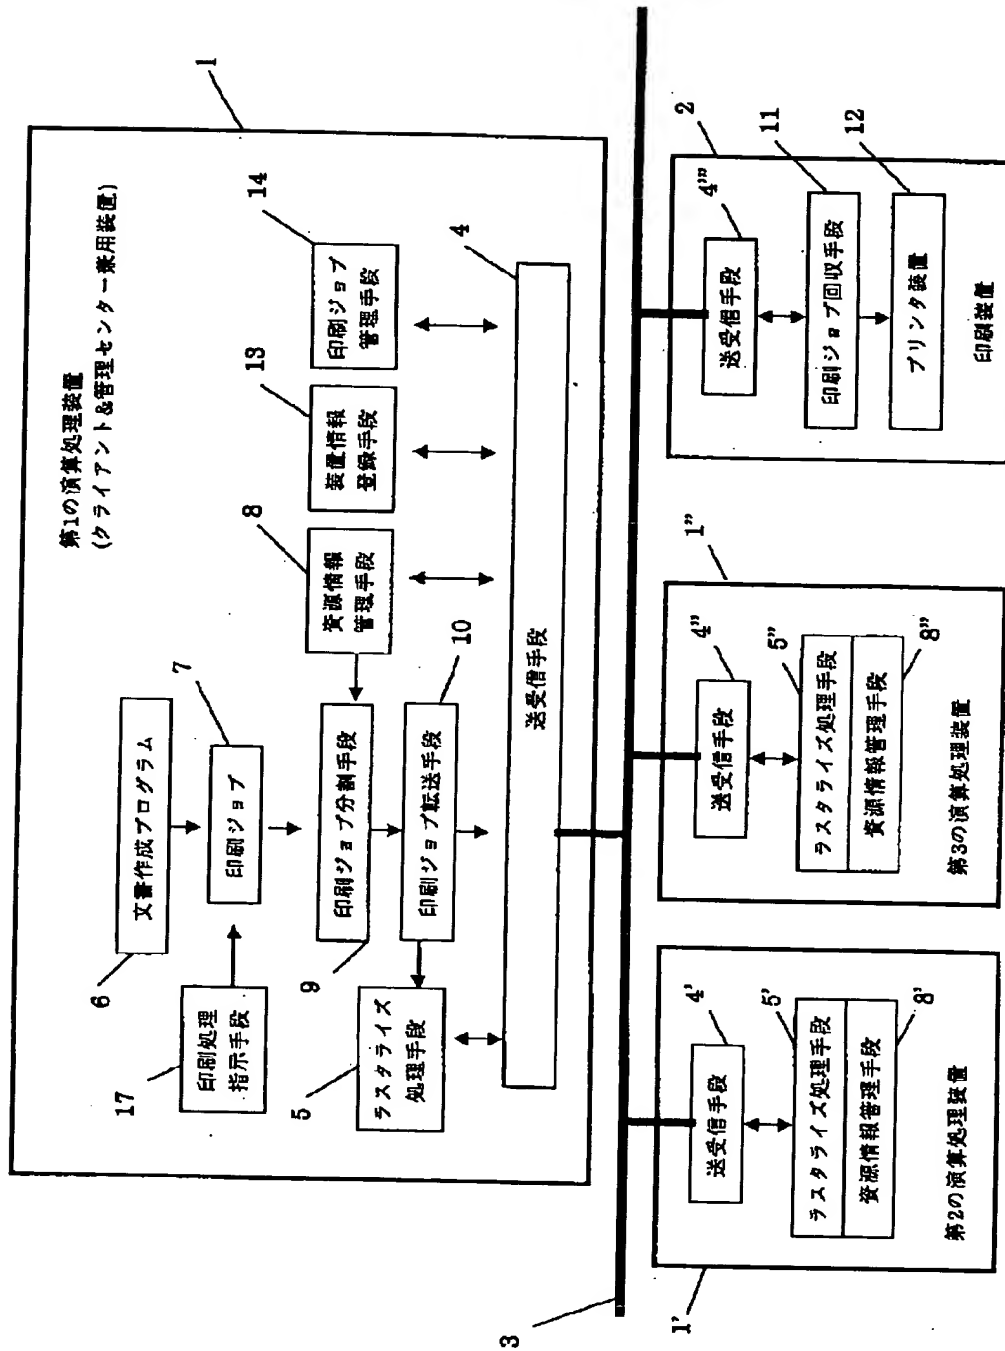 1
第1の演算処理装置
(クライアント&管理センター兼用装置)
6
文書作成プログラム
17
印刷処理
指示手段
7
印刷ジョブ
8
資源情報
管理手段
13
装置情報
登録手段
14
印刷ジョブ
管理手段
9
印刷ジョブ分割手段
10
印刷ジョブ転送手段
5
ラスタライズ
処理手段
4
送受信手段
3
1'
4'
送受信手段
5'
ラスタライズ処理手段
8'
資源情報管理手段
第2の演算処理装置
1"
4"
送受信手段
5"
ラスタライズ処理手段
8"
資源情報管理手段
第3の演算処理装置
2
4"'
送受信手段
11
印刷ジョブ回収手段
12
プリンタ装置
印刷装置